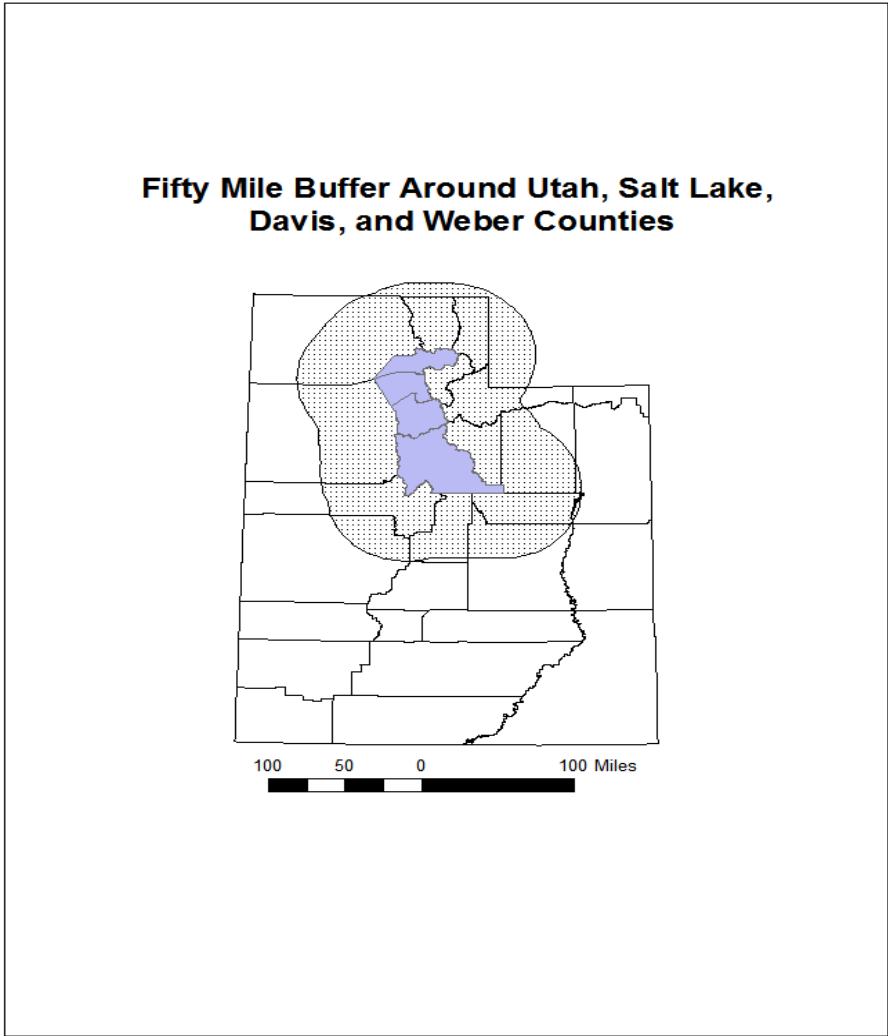 Fifty Mile Buffer Around Utah, Salt Lake,
Davis, and Weber Counties
100 50 0 100 Miles